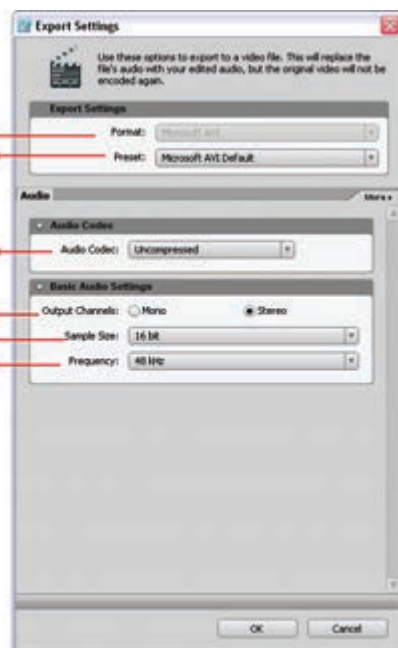 Export Settings
Use these options to export to a video file. This will replace the
file's audio with your edited audio, but the original video will not be
encoded again.
Export Settings
Format: Microsoft AVI
Preset: Microsoft AVI Default
Audio
More
Audio Codec
Audio Codec: Uncompressed
Basic Audio Settings
Output Channels: Mono Stereo
Sample Size: 16 bit
Frequency: 48 kHz
OK Cancel